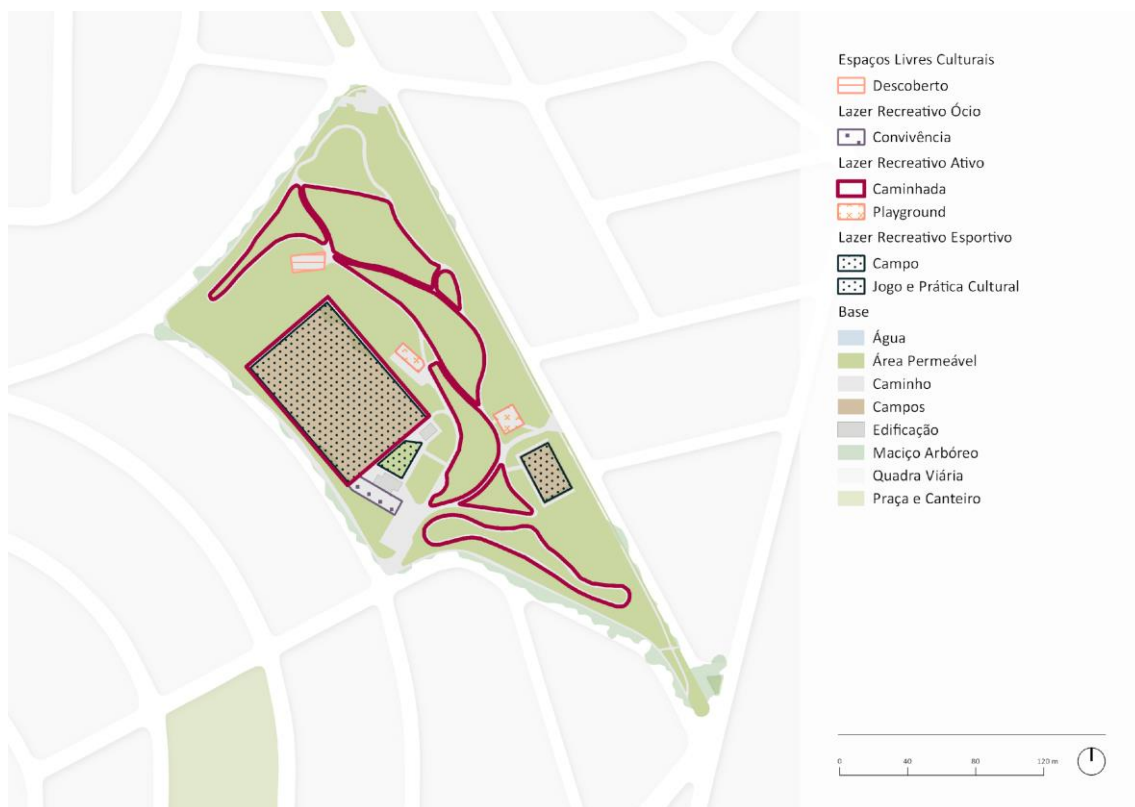 Espaços Livres Culturais
Descoberto
Lazer Recreativo Ócio
Convivência
Lazer Recreativo Ativo
Caminhada
Playground
Lazer Recreativo Esportivo
Campo
Jogo e Prática Cultural
Base
Água
Área Permeável
Caminho
Campos
Edificação
Maciço Arbóreo
Quadra Viária
Praça e Canteiro
0 40 80 120 m